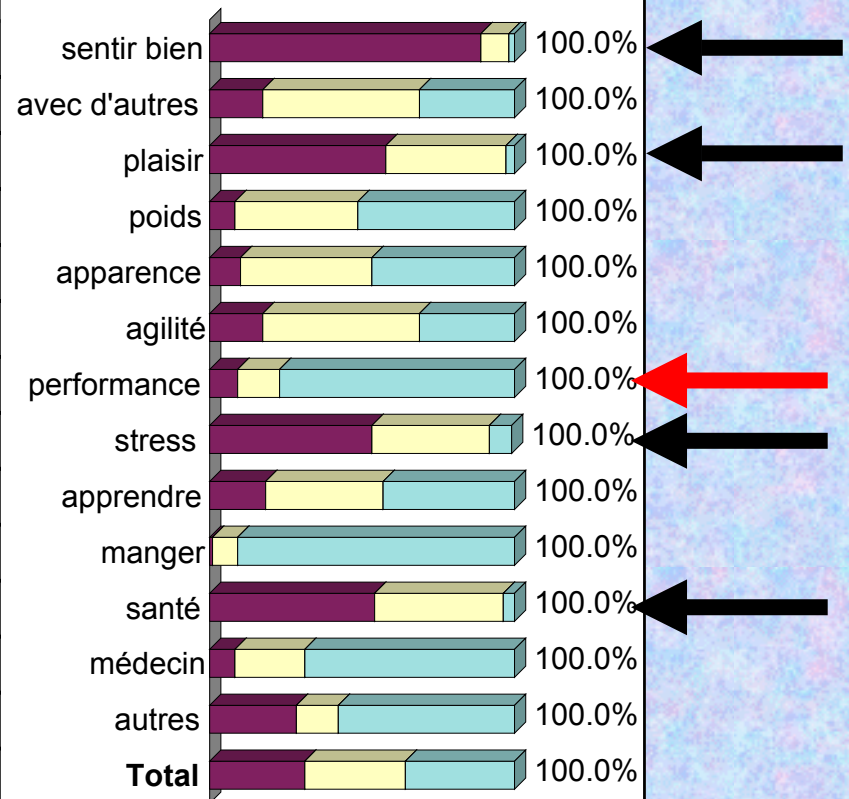 sentir bien 100.0%
avec d'autres 100.0%
plaisir 100.0%
poids 100.0%
apparence 100.0%
agilité 100.0%
performance 100.0%
stress 100.0%
apprendre 100.0%
manger 100.0%
santé 100.0%
médecin 100.0%
autres 100.0%
Total 100.0%